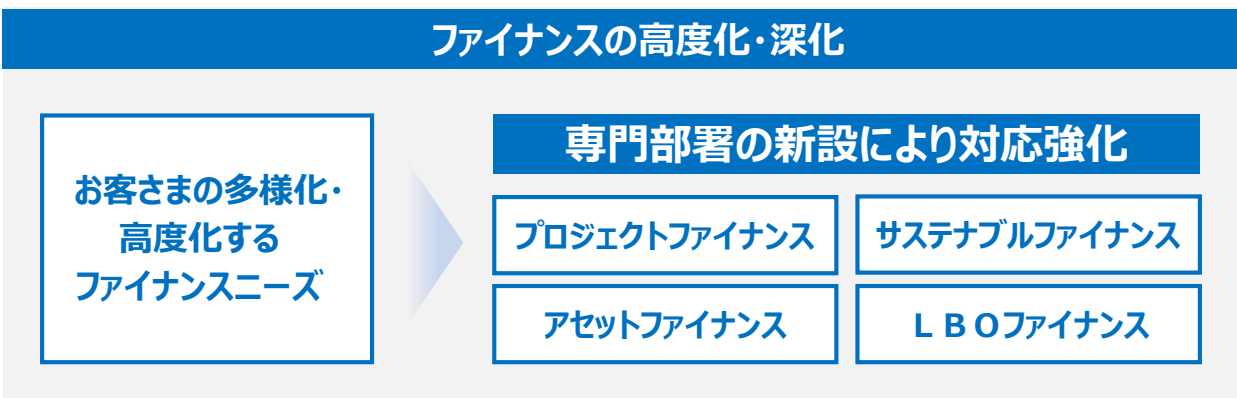 ファイナンスの高度化・深化
お客さまの多様化・
高度化する
ファイナンスニーズ
専門部署の新設により対応強化
プロジェクトファイナンス
サステナブルファイナンス
アセットファイナンス
ＬＢＯファイナンス